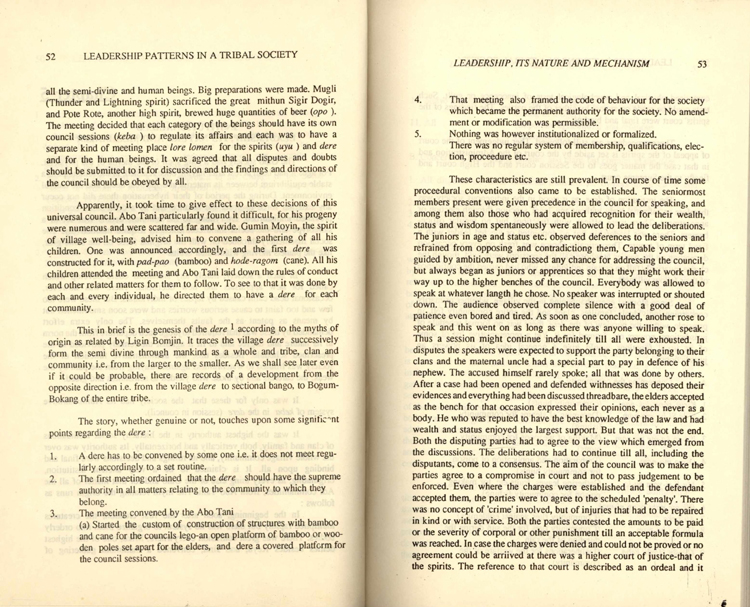 52 LEADERSHIP PATTERNS IN A TRIBAL SOCIETY
all the semi-divine and human beings. Big preparations were made. Mugli
(Thunder and Lightning spirit) sacrificed the great mithun Sigir Dogir,
and Pote Rote, another high spirit, brewed huge quantities of beer (opo ).
The meeting decided that each category of the beings should have its own
council sessions (keba ) to regulate its affairs and each was to have a
separate kind of meeting place lore lomen for the spirits (uyu ) and dere
and for the human beings. It was agreed that all disputes and doubts
should be submitted to it for discussion and the findings and directions of
the council should be obeyed by all.
Apparently, it took time to give effect to these decisions of this
universal council. Abo Tani particularly found it difficult, for his progeny
were numerous and were scattered far and wide. Gumin Moyin, the spirit
of village well-being, advised him to convene a gathering of all his
children. One was announced accordingly, and the first dere was
constructed for it, with pad-pao (bamboo) and hode-ragom (cane). All his
children attended the meeting and Abo Tani laid down the rules of conduct
and other related matters for them to follow. To see to that it was done by
each and every individual, he directed them to have a dere for each
community.
This in brief is the genesis of the dere 1 according to the myths of
origin as related by Ligin Bomjin. It traces the village dere successively
form the semi divine through mankind as a whole and tribe, clan and
community i.e. from the larger to the smaller. As we shall see later even
if it could be probable, there are records of a development from the
opposite direction i.e. from the village dere to sectional bango, to Bogum-
Bokang of the entire tribe.
The story, whether genuine or not, touches upon some significant
points regarding the dere :
1, A dere has to be convened by some one i.e. it does not meet regu-
larly accordingly to a set routine.
2. The first meeting ordained that the dere should have the supreme
authority in all matters relating to the community to which they
belong.
3. The meeting convened by the Abo Tani
(a) Started the custom of construction of structures with bamboo
and cane for the councils lego-an open platform of bamboo or woo-
den poles set apart for the elders, and dere a covered platform for
the council sessions.
LEADERSHIP, ITS NATURE AND MECHANISM 53
4. That meeting also framed the code of behaviour for the society
which became the permanent authority for the society. No amend-
ment or modification was permissible.
5. Nothing was however institutionalized or formalized.
There was no regular system of membership, qualifications, elec-
tion, proceedure etc.
These characteristics are still prevalent. In course of time some
proceedural conventions also came to be established. The seniormost
members present were given precedence in the council for speaking, and
among them also those who had acquired recognition for their wealth,
status and wisdom spontaneously were allowed to lead the deliberations.
The juniors in age and status etc. observed deferences to the seniors and
refrained from opposing and contradictiong them, Capable young men
guided by ambition, never missed any chance for addressing the council,
but always began as juniors or apprentices so that they might work their
way up to the higher benches of the council. Everybody was allowed to
speak at whatever langth he chose. No speaker was interrupted or shouted
down. The audience observed complete silence with a good deal of
patience even bored and tired. As soon as one concluded, another rose to
speak and this went on as long as there was anyone willing to speak.
Thus a session might continue indefinitely till all were exhousted. In
disputes the speakers were expected to support the party belonging to their
clans and the maternal uncle had a special part to pay in defence of his
nephew. The accused himself rarely spoke; all that was done by others.
After a case had been opened and defended withnesses has deposed their
evidences and everything had been discussed threadbare, the elders accepted
as the bench for that occasion expressed their opinions, each never as a
body. He who was reputed to have the best knowledge of the law and had
wealth and status enjoyed the largest support. But that was not the end.
Both the disputing parties had to agree to the view which emerged from
the discussions. The deliberations had to continue till all, including the
disputants, come to a consensus. The aim of the council was to make the
parties agree to a compromise in court and not to pass judgement to be
enforced. Even where the charges were established and the defendant
accepted them, the parties were to agree to the scheduled 'penalty'. There
was no concept of 'crime' involved, but of injuries that had to be repaired
in kind or with service. Both the parties contested the amounts to be paid
or the severity of corporal or other punishment till an acceptable formula
was reached. In case the charges were denied and could not be proved or no
agreement could be arriived at there was a higher court of justice-that of
the spirits. The reference to that court is described as an ordeal and it